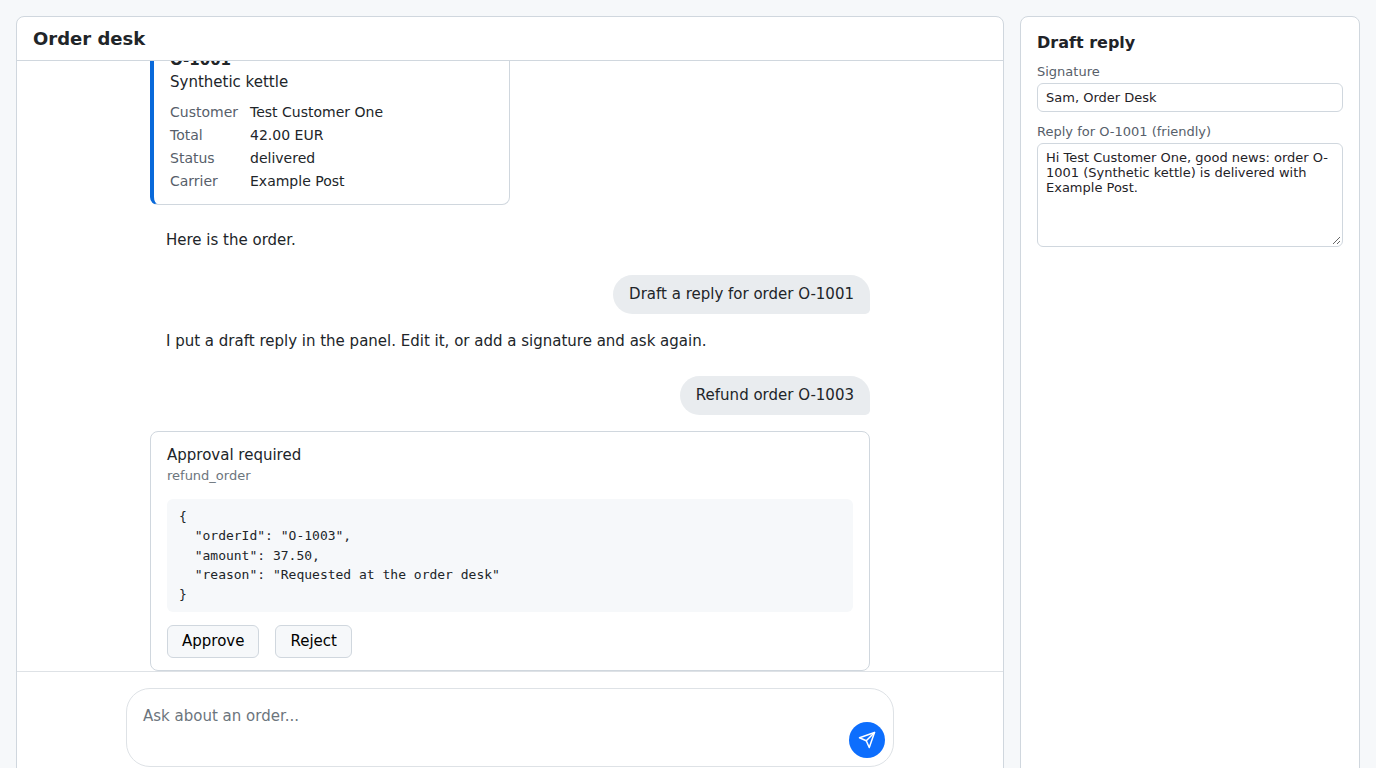 Order desk
O-1001
Synthetic kettle
Customer Test Customer One
Total 42.00 EUR
Status delivered
Carrier Example Post
Here is the order.
Draft a reply for order O-1001
I put a draft reply in the panel. Edit it, or add a signature and ask again.
Refund order O-1003
Approval required
refund_order
{
  "orderId": "O-1003",
  "amount": 37.50,
  "reason": "Requested at the order desk"
}
Approve Reject
Ask about an order...
Draft reply
Signature
Sam, Order Desk
Reply for O-1001 (friendly)
Hi Test Customer One, good news: order O-
1001 (Synthetic kettle) is delivered with
Example Post.